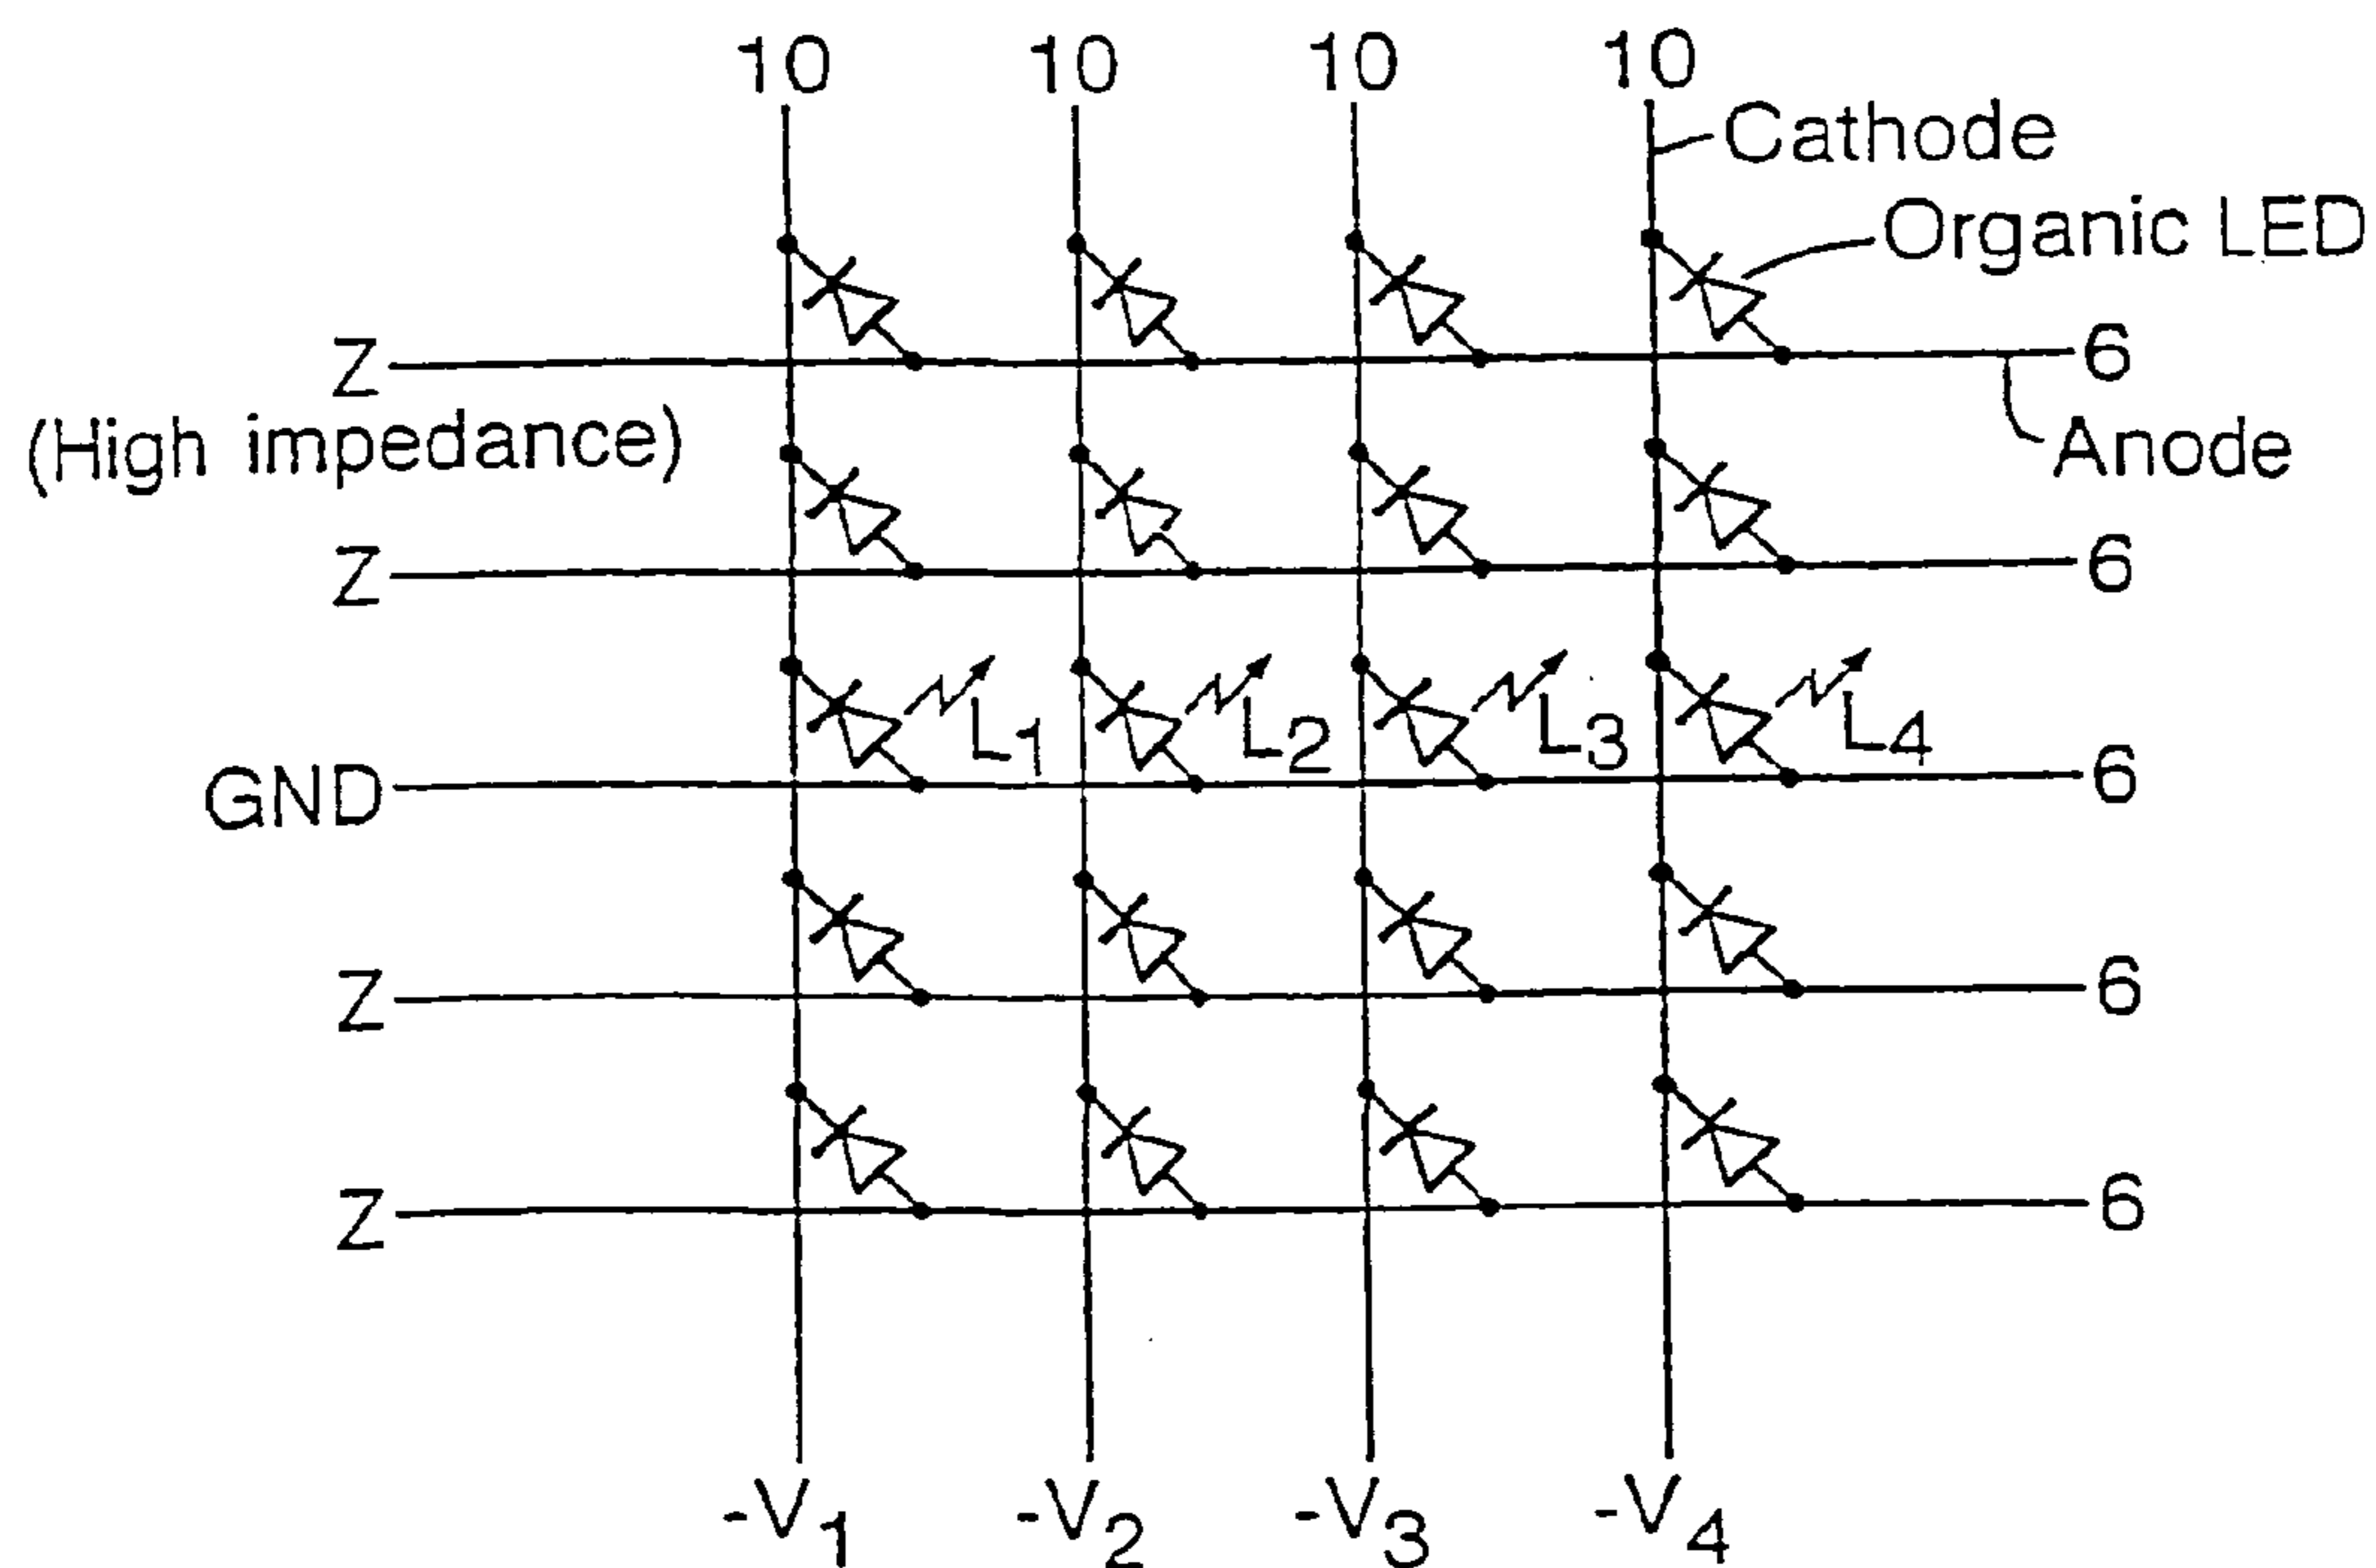 10 10 10 10
Cathode
Organic LED
Z 6
(High impedance) Anode
Z 6
L1 L2 L3 L4
GND 6
Z 6
Z 6
-V1 -V2 -V3 -V4